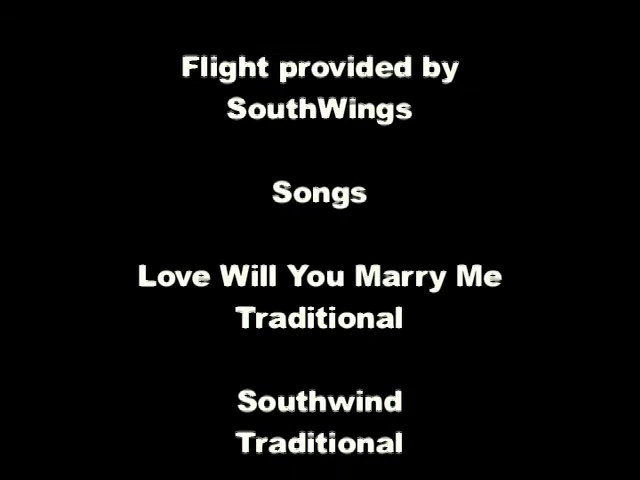 Flight provided by
SouthWings
Songs
Love Will You Marry Me
Traditional
Southwind
Traditional